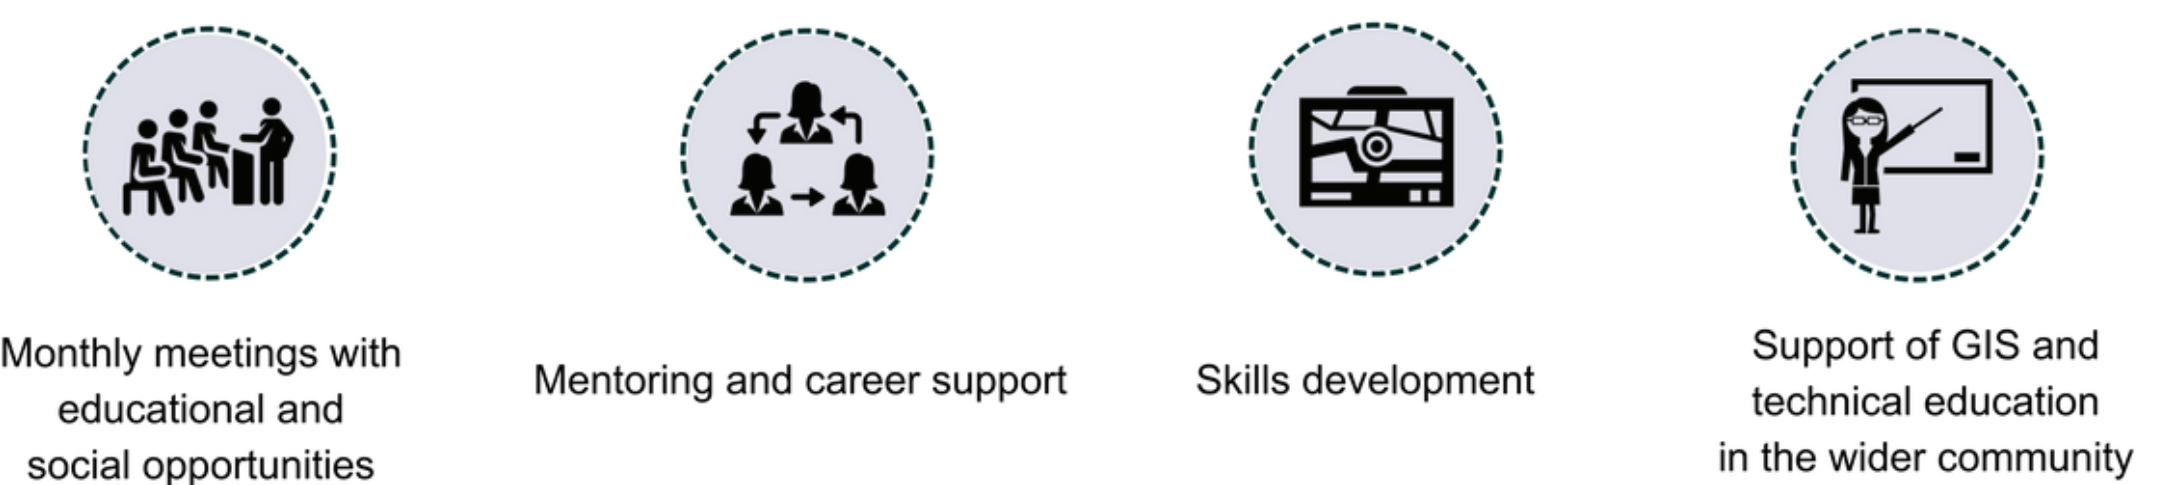 Monthly meetings with
educational and
social opportunities
Mentoring and career support
Skills development
Support of GIS and
technical education
in the wider community